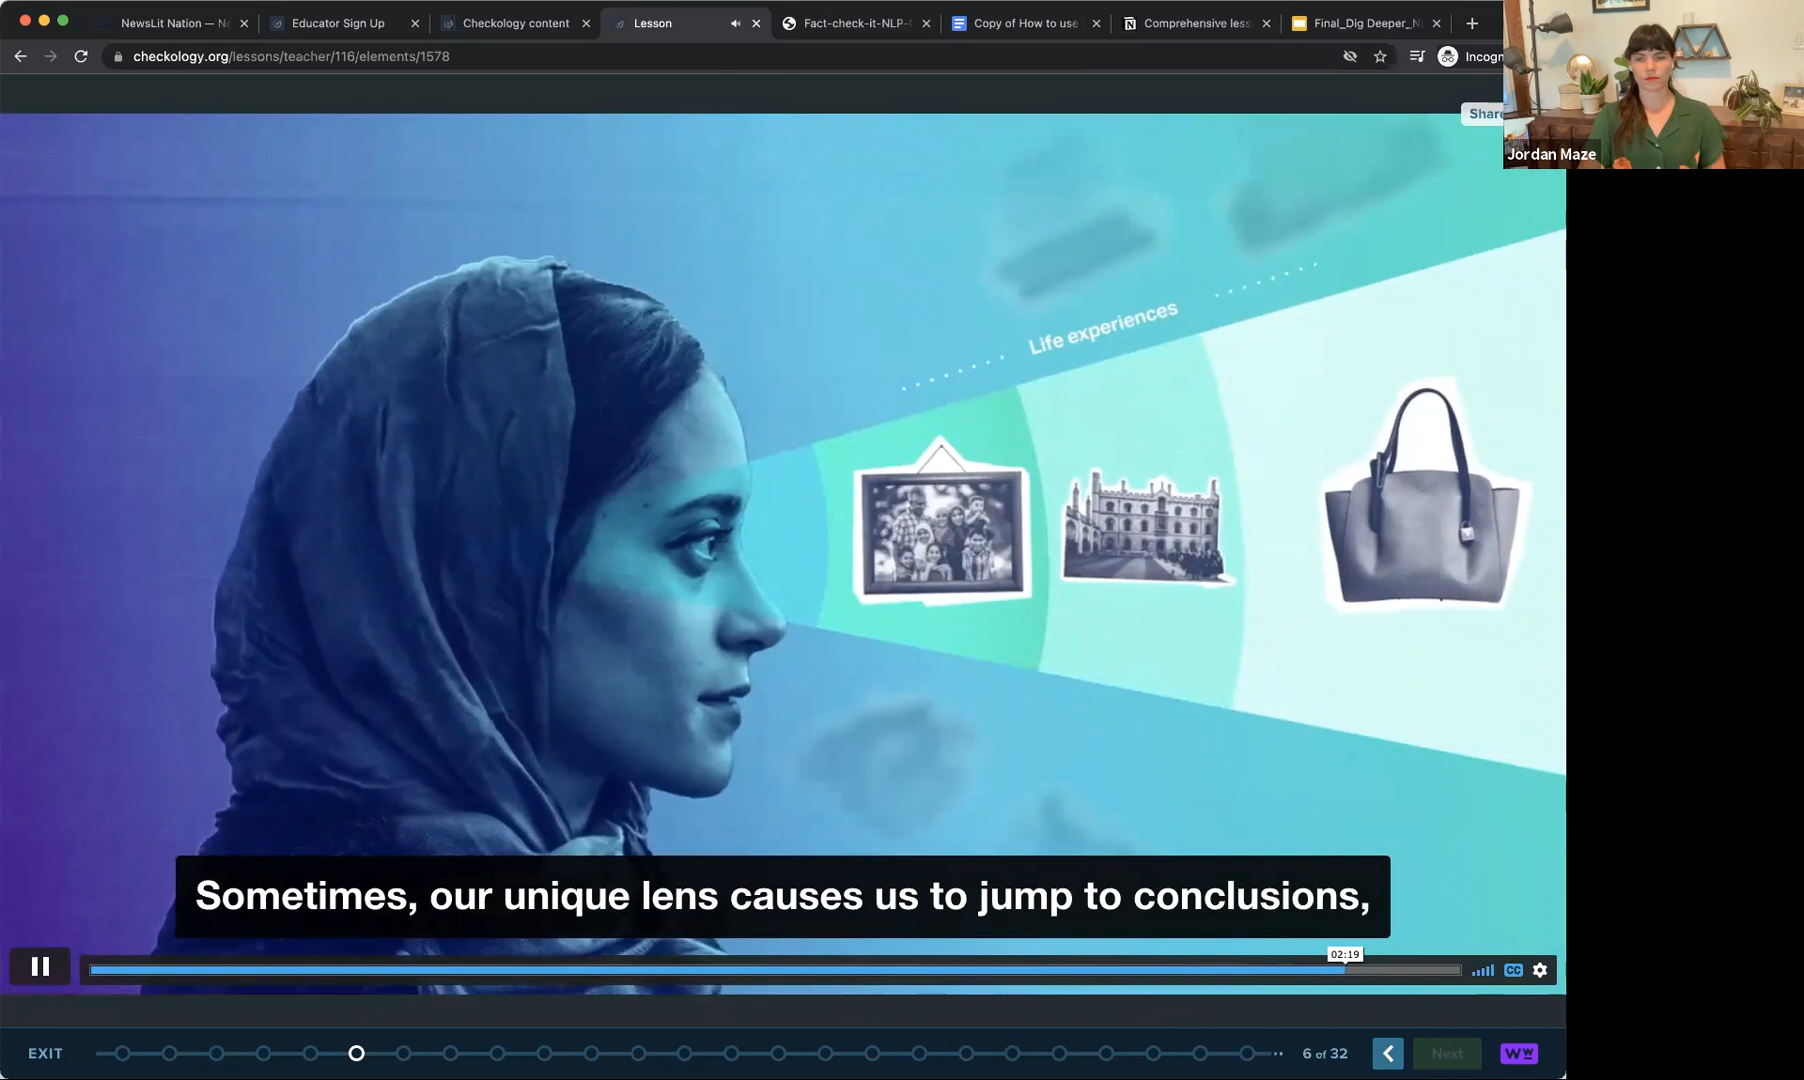 NewsLit Nation — Ne
Educator Sign Up
Checkology content
Lesson
Fact-check-it-NLP-
Copy of How to use
Comprehensive less
Final_Dig Deeper_N
checkology.org/lessons/teacher/116/elements/1578
Incogn
Share
Jordan Maze
Life experiences
Sometimes, our unique lens causes us to jump to conclusions,
02:19
CC
EXIT
6 of 32
Next